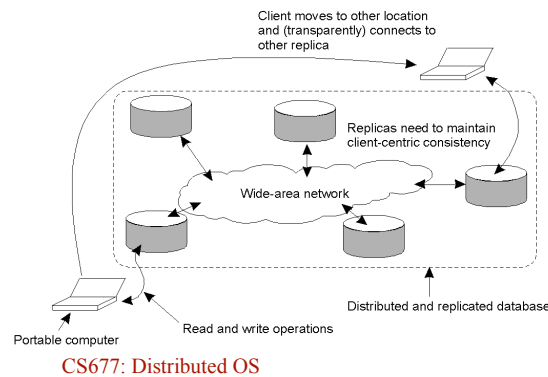 Client moves to other location
and (transparently) connects to
other replica
Replicas need to maintain
client-centric consistency
Wide-area network
Distributed and replicated database
Read and write operations
Portable computer
CS677: Distributed OS